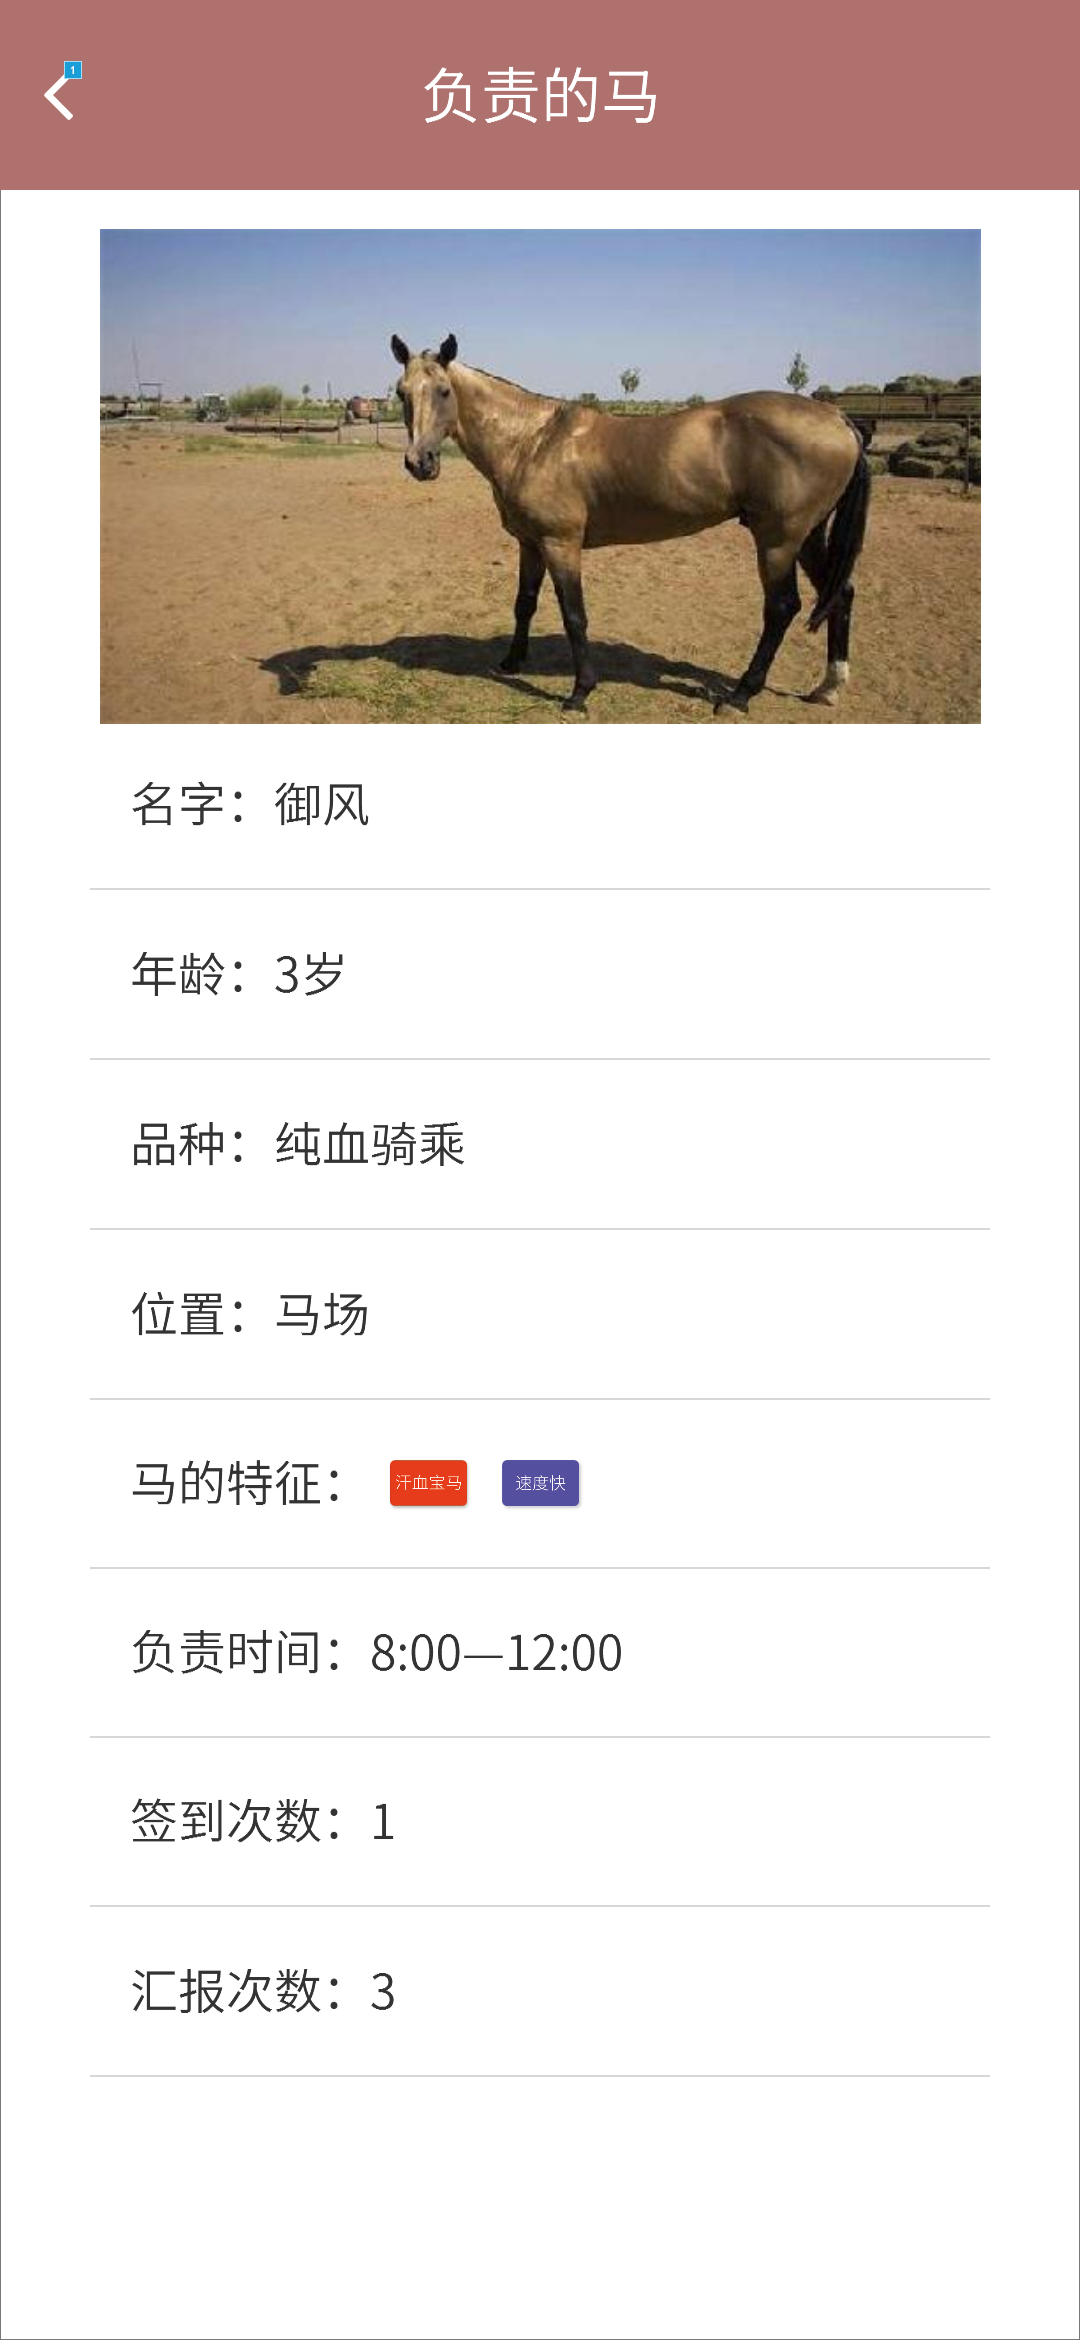 1
负责的马
名字：御风
年龄：3岁
品种：纯血骑乘
位置：马场
马的特征： 汗血宝马 速度快
负责时间：8:00—12:00
签到次数：1
汇报次数：3